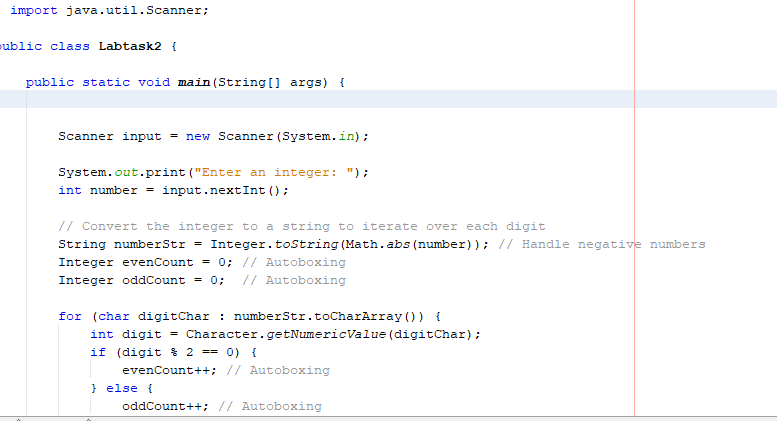 import java.util.Scanner;
public class Labtask2 {
public static void main(String[] args) {
Scanner input = new Scanner(System.in);
System.out.print("Enter an integer: ");
int number = input.nextInt();
// Convert the integer to a string to iterate over each digit
String numberStr = Integer.toString(Math.abs(number)); // Handle negative numbers
Integer evenCount = 0; // Autoboxing
Integer oddCount = 0;  // Autoboxing
for (char digitChar : numberStr.toCharArray()) {
int digit = Character.getNumericValue(digitChar);
if (digit % 2 == 0) {
evenCount++; // Autoboxing
} else {
oddCount++; // Autoboxing